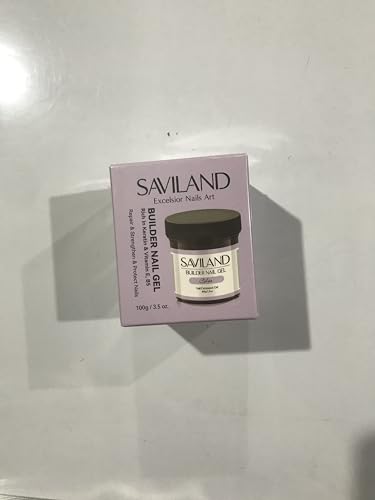 SAVILAND
Excelsior Nails Art
BUILDER NAIL GEL
Rich In Keratin & Vitamin E, B5
Repair & Strengthen & Protect Nails
100g / 3.5 oz.
SAVILAND
BUILDER NAIL GEL